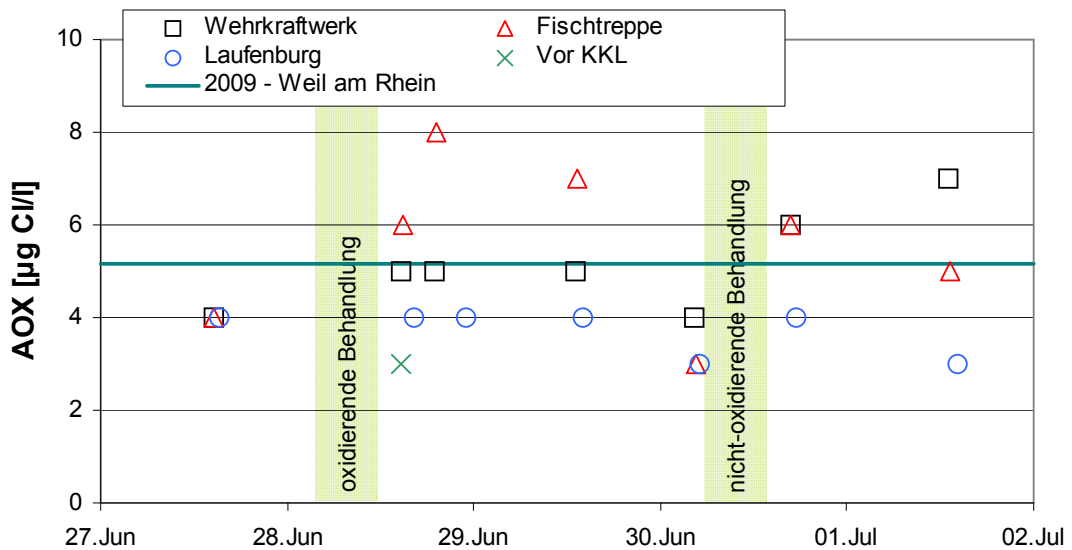 Wehrkraftwerk
Fischtreppe
Laufenburg
Vor KKL
2009 - Weil am Rhein
AOX [µg Cl/l]
10
8
6
4
2
0
oxidierende Behandlung
nicht-oxidierende Behandlung
27.Jun 28.Jun 29.Jun 30.Jun 01.Jul 02.Jul